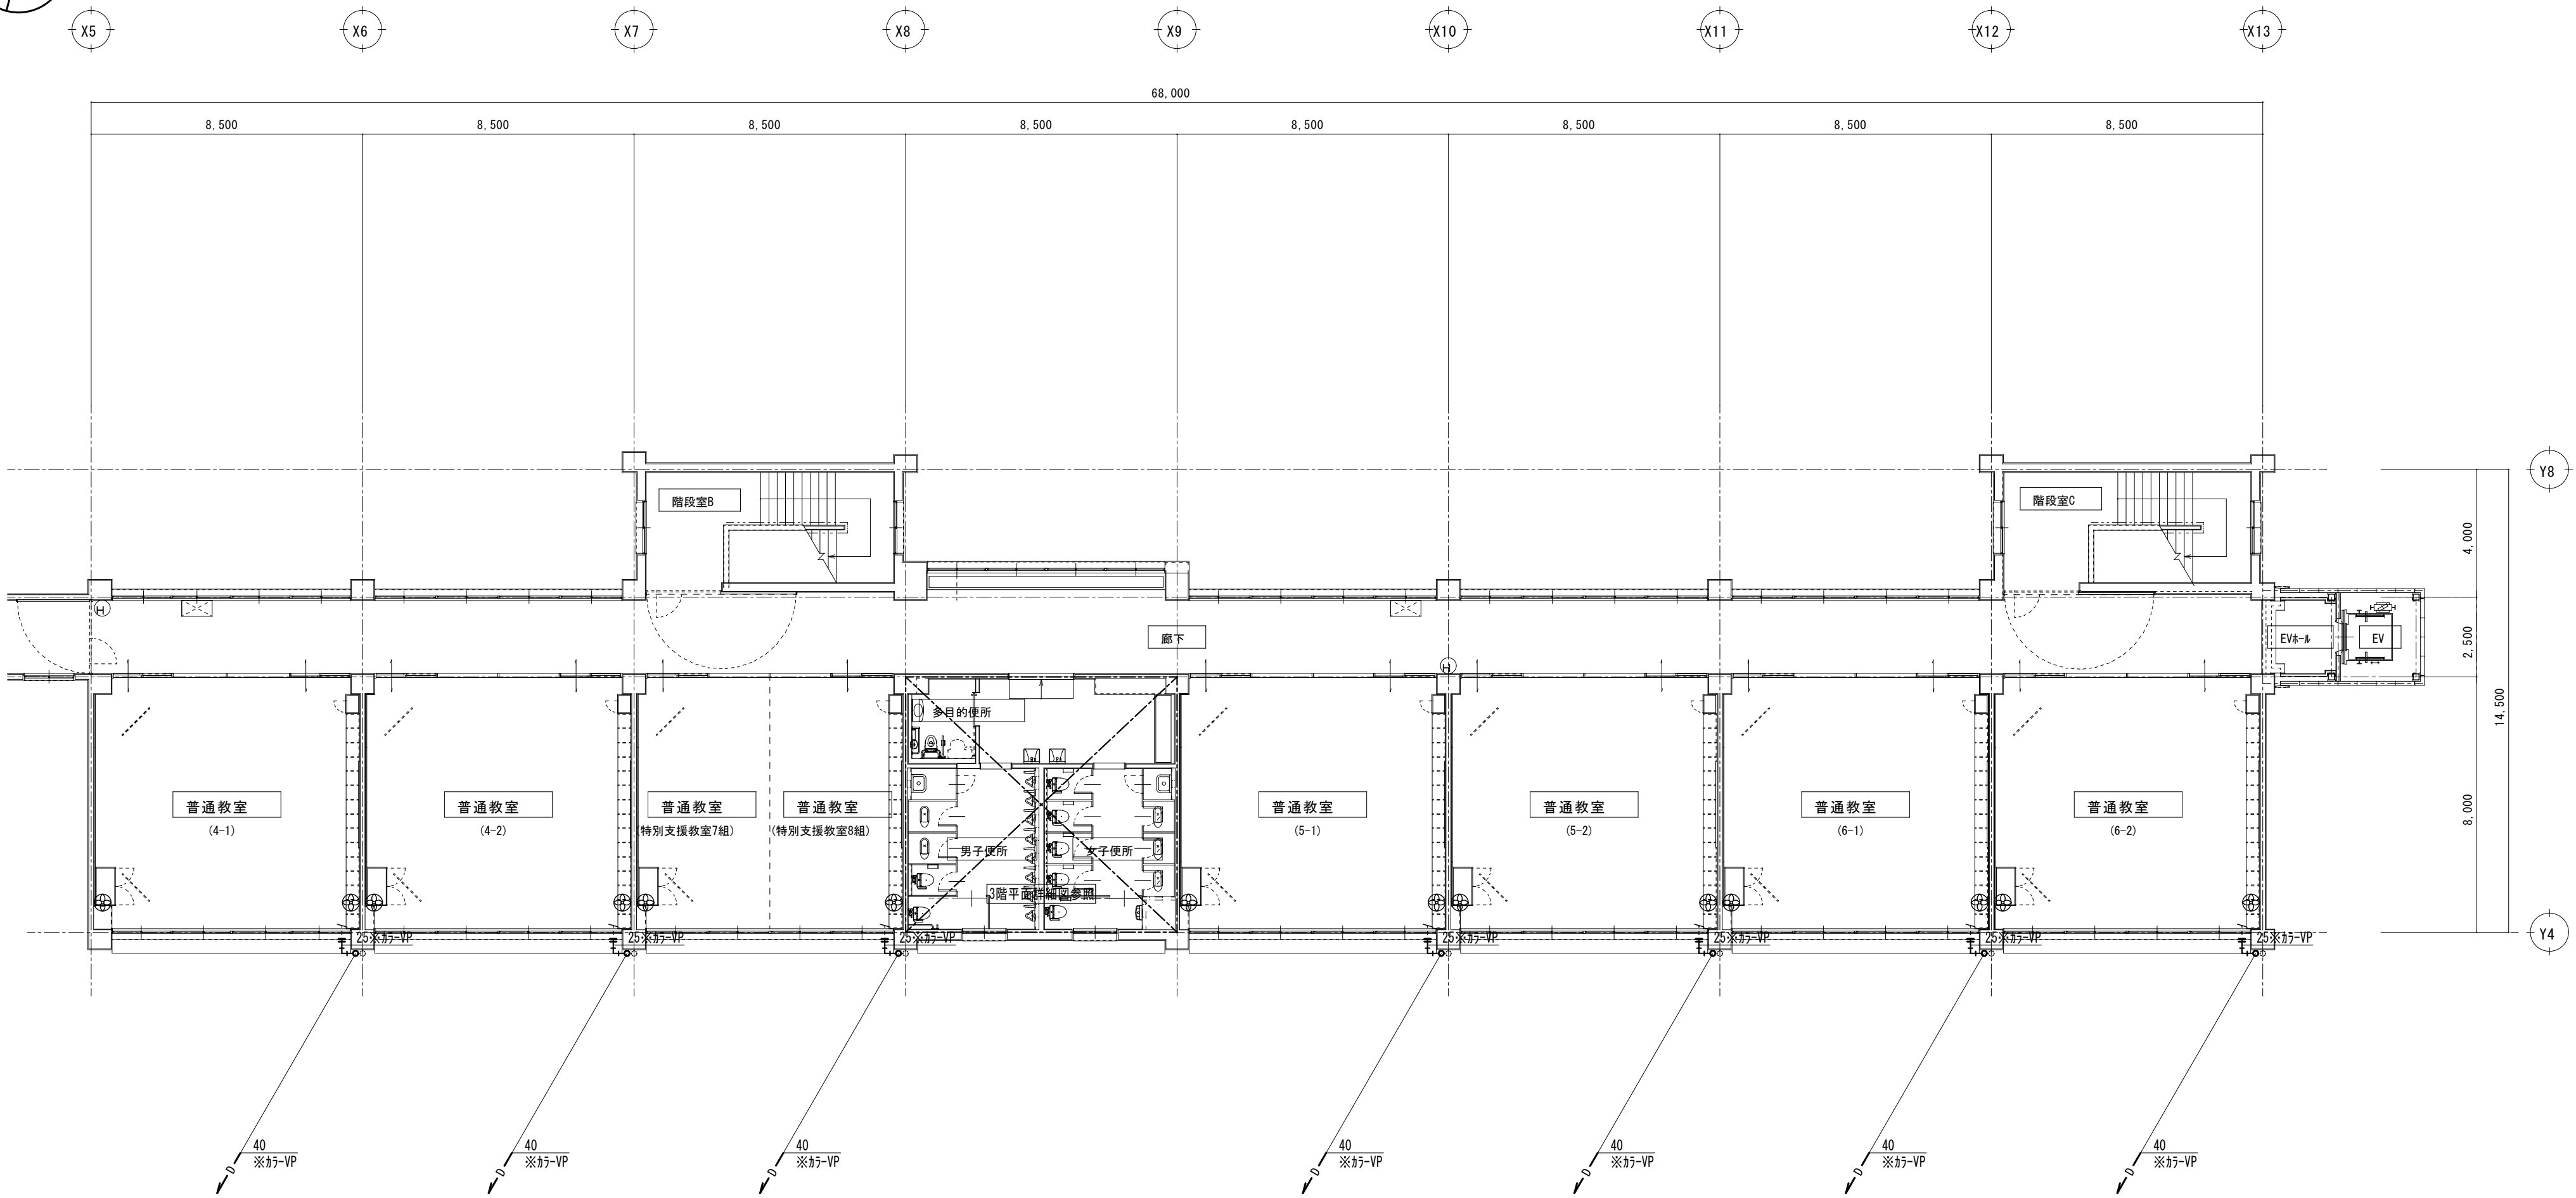 X5 X6 X7 X8 X9 X10 X11 X12 X13
68,000
8,500 8,500 8,500 8,500 8,500 8,500 8,500 8,500
Y8
階段室B
階段室C
4,000
H
廊下
EVホール
EV
2,500
H
14,500
多目的便所
普通教室
(4-1)
普通教室
(4-2)
普通教室
(特別支援教室7組)
普通教室
(特別支援教室8組)
普通教室
(5-1)
普通教室
(5-2)
普通教室
(6-1)
普通教室
(6-2)
8,000
男子便所
女子便所
3階平面詳細図参照
25※カラーVP 25※カラーVP 25※カラーVP 25※カラーVP 25※カラーVP 25※カラーVP 25※カラーVP
Y4
40
※カラーVP
D
40
※カラーVP
D
40
※カラーVP
D
40
※カラーVP
D
40
※カラーVP
D
40
※カラーVP
D
40
※カラーVP
D